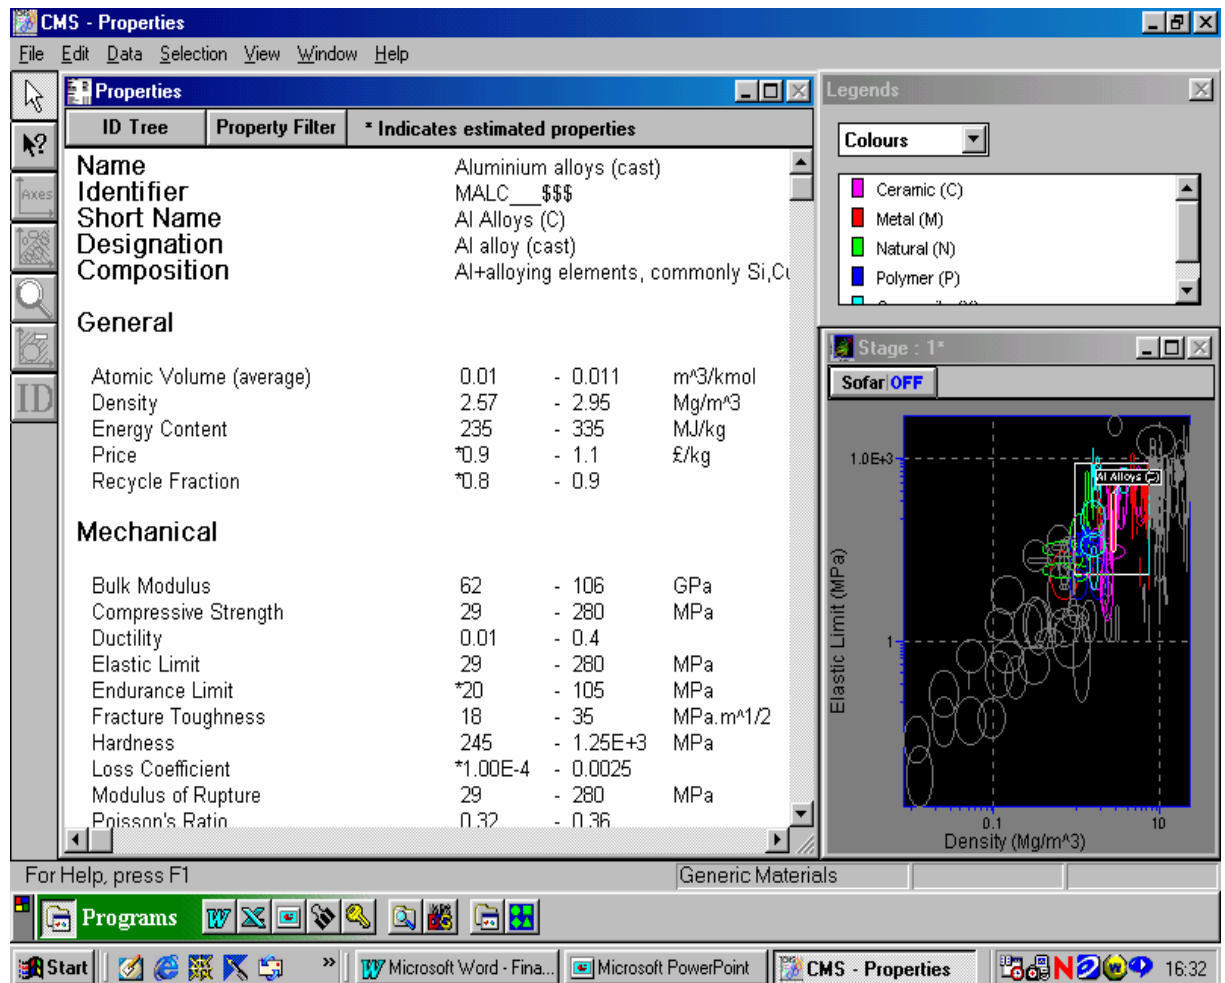 CMS - Properties
File Edit Data Selection View Window Help
Properties
ID Tree Property Filter * Indicates estimated properties
Name Aluminium alloys (cast)
Identifier MALC___$$$
Short Name Al Alloys (C)
Designation Al alloy (cast)
Composition Al+alloying elements, commonly Si,Cu
General
Atomic Volume (average) 0.01 - 0.011 m^3/kmol
Density 2.57 - 2.95 Mg/m^3
Energy Content 235 - 335 MJ/kg
Price *0.9 - 1.1 £/kg
Recycle Fraction *0.8 - 0.9
Mechanical
Bulk Modulus 62 - 106 GPa
Compressive Strength 29 - 280 MPa
Ductility 0.01 - 0.4
Elastic Limit 29 - 280 MPa
Endurance Limit *20 - 105 MPa
Fracture Toughness 18 - 35 MPa.m^1/2
Hardness 245 - 1.25E+3 MPa
Loss Coefficient *1.00E-4 - 0.0025
Modulus of Rupture 29 - 280 MPa
Poisson's Ratio 0.32 - 0.36
Axes
ID
Legends
Colours
Ceramic (C)
Metal (M)
Natural (N)
Polymer (P)
Stage : 1*
Sofar|OFF
1.0E+3
Al Alloys (C)
Elastic Limit (MPa)
1
0.1 10
Density (Mg/m^3)
For Help, press F1 Generic Materials
Programs
Start Microsoft Word - Fina... Microsoft PowerPoint CMS - Properties 16:32